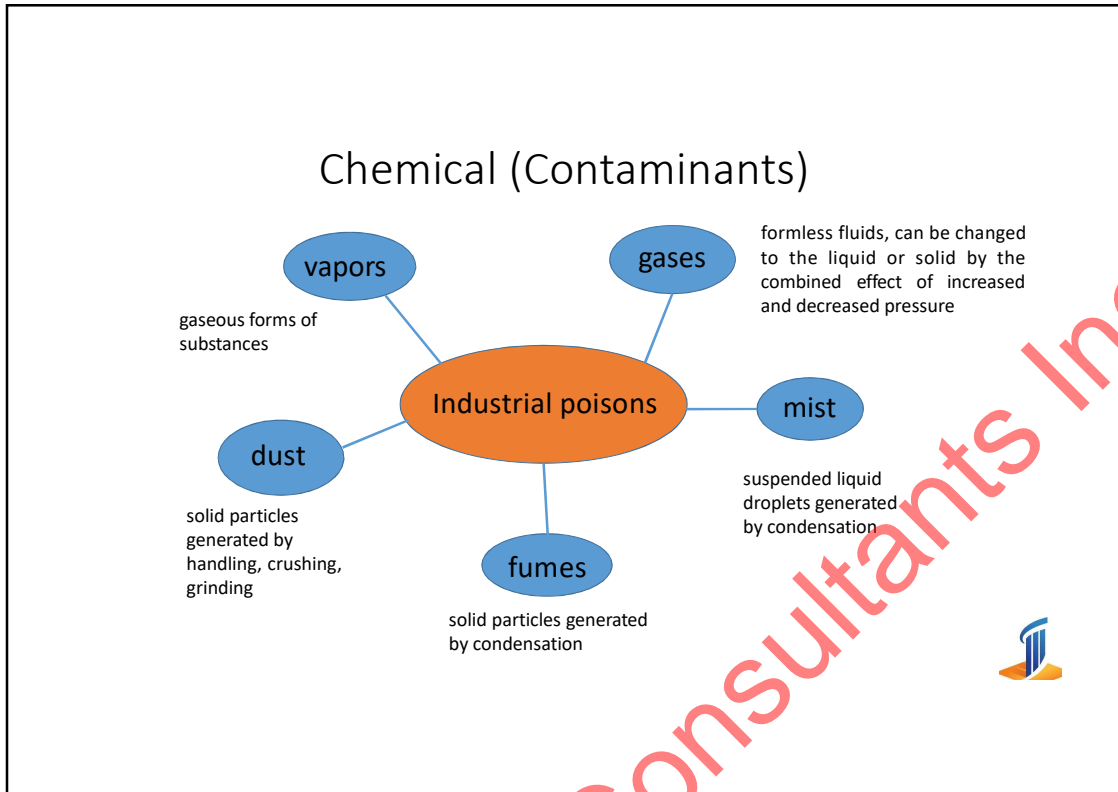 Chemical (Contaminants)
vapors
gases
formless fluids, can be changed
to the liquid or solid by the
combined effect of increased
and decreased pressure
gaseous forms of
substances
Industrial poisons
mist
dust
suspended liquid
droplets generated
by condensation
solid particles
generated by
handling, crushing,
grinding
fumes
solid particles generated
by condensation
Consultants Inc